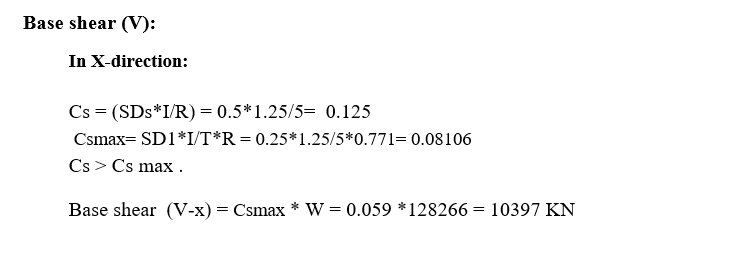 Base shear (V):
In X-direction:
Cs = (SDs*I/R) = 0.5*1.25/5= 0.125
Csmax= SD1*I/T*R = 0.25*1.25/5*0.771= 0.08106
Cs > Cs max .
Base shear (V-x) = Csmax * W = 0.059 *128266 = 10397 KN